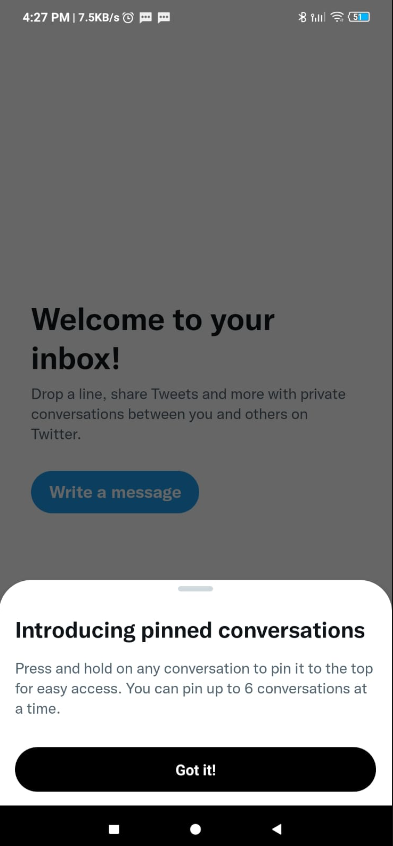 4:27 PM | 7.5KB/s
51
Welcome to your
inbox!
Drop a line, share Tweets and more with private
conversations between you and others on
Twitter.
Write a message
Introducing pinned conversations
Press and hold on any conversation to pin it to the top
for easy access. You can pin up to 6 conversations at
a time.
Got it!